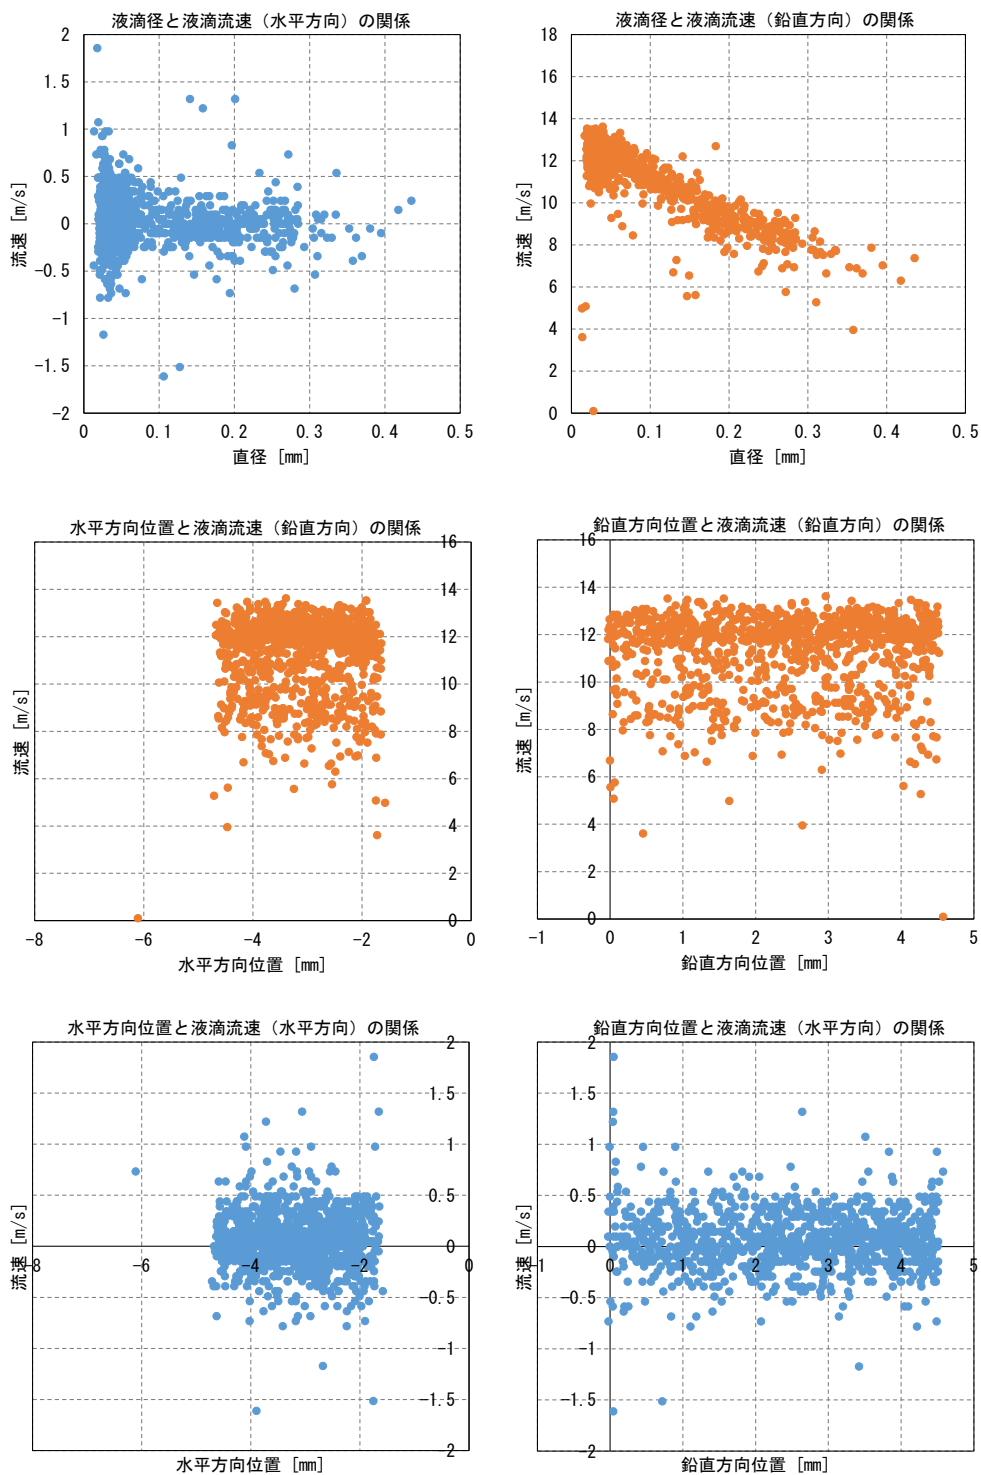 液滴径と液滴流速（水平方向）の関係
2
1.5
1
0.5
0
-0.5
-1
-1.5
-2
流速 [m/s]
0 0.1 0.2 0.3 0.4 0.5
直径 [mm]
液滴径と液滴流速（鉛直方向）の関係
18
16
14
12
10
8
6
4
2
0
流速 [m/s]
0 0.1 0.2 0.3 0.4 0.5
直径 [mm]
水平方向位置と液滴流速（鉛直方向）の関係
16
14
12
10
8
6
4
2
0
流速 [m/s]
-8 -6 -4 -2 0
水平方向位置 [mm]
鉛直方向位置と液滴流速（鉛直方向）の関係
16
14
12
10
8
6
4
2
0
流速 [m/s]
-1 0 1 2 3 4 5
鉛直方向位置 [mm]
水平方向位置と液滴流速（水平方向）の関係
2
1.5
1
0.5
0
-0.5
-1
-1.5
-2
流速 [m/s]
-8 -6 -4 -2 0
水平方向位置 [mm]
鉛直方向位置と液滴流速（水平方向）の関係
2
1.5
1
0.5
0
-0.5
-1
-1.5
-2
流速 [m/s]
-1 0 1 2 3 4 5
鉛直方向位置 [mm]